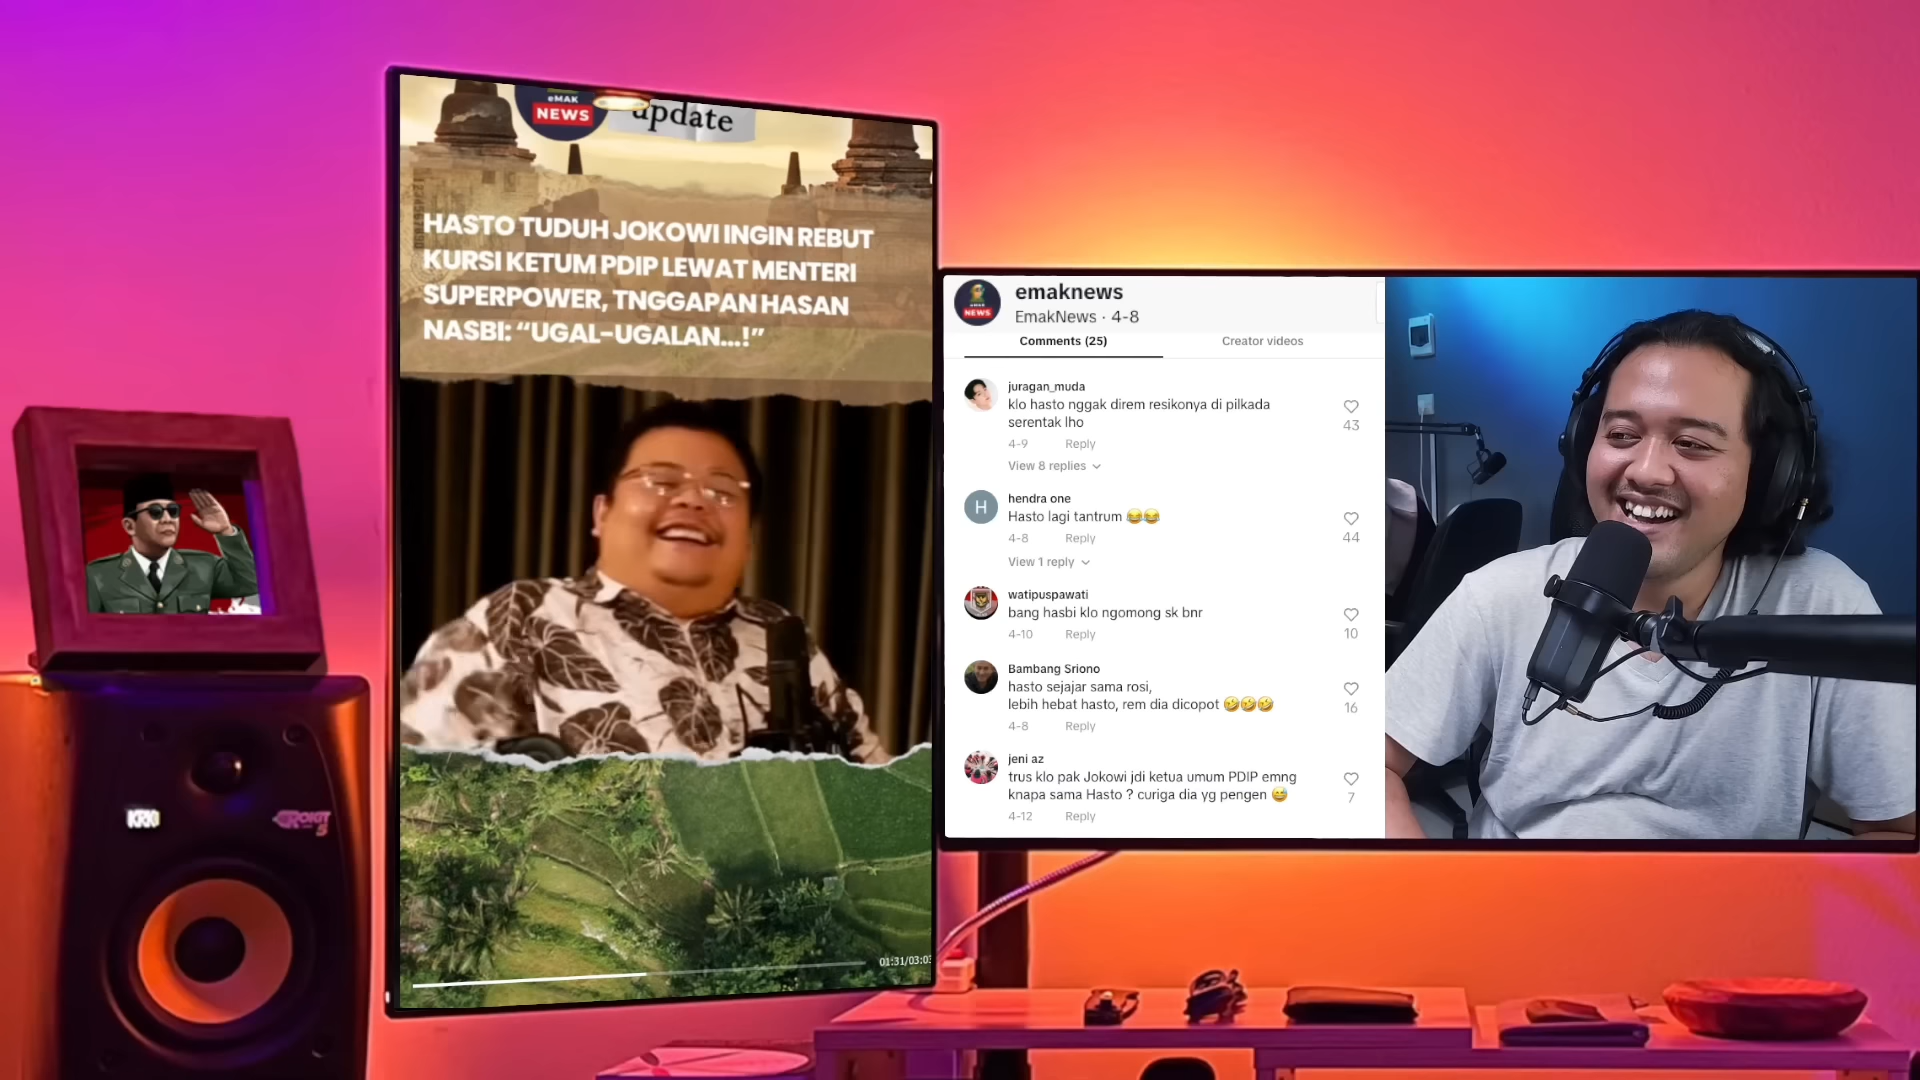 eMAK
NEWS
update
HASTO TUDUH JOKOWI INGIN REBUT
KURSI KETUM PDIP LEWAT MENTERI
SUPERPOWER, TNGGAPAN HASAN
NASBI: “UGAL-UGALAN...!”
01:31/03:03
KRK
ROKIT
5
NEWS
emaknews
EmakNews · 4-8
Comments (25)
Creator videos
juragan_muda
klo hasto nggak direm resikonya di pilkada
serentak lho
43
4-9 Reply
View 8 replies
H
hendra one
Hasto lagi tantrum 😂😂
44
4-8 Reply
View 1 reply
watipuspawati
bang hasbi klo ngomong sk bnr
10
4-10 Reply
Bambang Sriono
hasto sejajar sama rosi,
lebih hebat hasto, rem dia dicopot 🤣🤣🤣
16
4-8 Reply
jeni az
trus klo pak Jokowi jdi ketua umum PDIP emng
knapa sama Hasto ? curiga dia yg pengen 😅
7
4-12 Reply